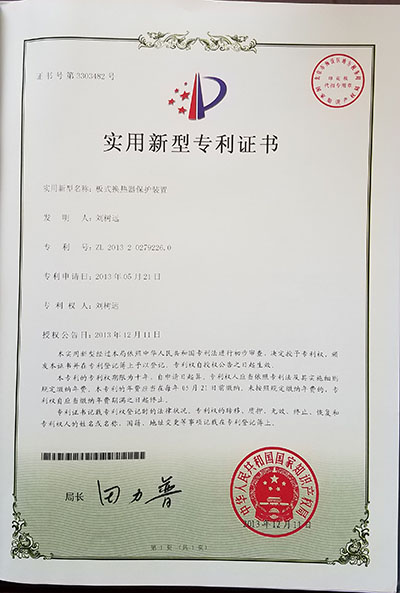 证书号第3303482号
实用新型专利证书
实用新型名称：板式换热器保护装置
发 明 人：刘树远
专 利 号：ZL 2013 2 0279226.0
专利申请日：2013年05月21日
专 利 权 人：刘树远
授权公告日：2013年12月11日
本实用新型经过本局依照中华人民共和国专利法进行初步审查，决定授予专利权，颁
发本证书并在专利登记簿上予以登记。专利权自授权公告之日起生效。
本专利的专利权期限为十年，自申请日起算。专利权人应当依照专利法及其实施细则
规定缴纳年费。本专利的年费应当在每年05月21日前缴纳。未按照规定缴纳年费的，专利
权自应当缴纳年费期满之日起终止。
专利证书记载专利权登记时的法律状况。专利权的转移、质押、无效、终止、恢复和
专利权人的姓名或名称、国籍、地址变更等事项记载在专利登记簿上。
局长
田力普
中华人民共和国国家知识产权局
2013年12月11日
第1页（共1页）